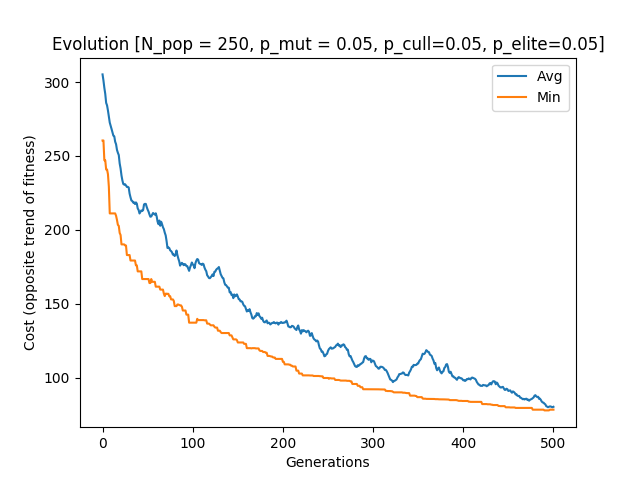 Evolution [N_pop = 250, p_mut = 0.05, p_cull=0.05, p_elite=0.05]
Avg
Min
Cost (opposite trend of fitness)
300
250
200
150
100
0 100 200 300 400 500
Generations